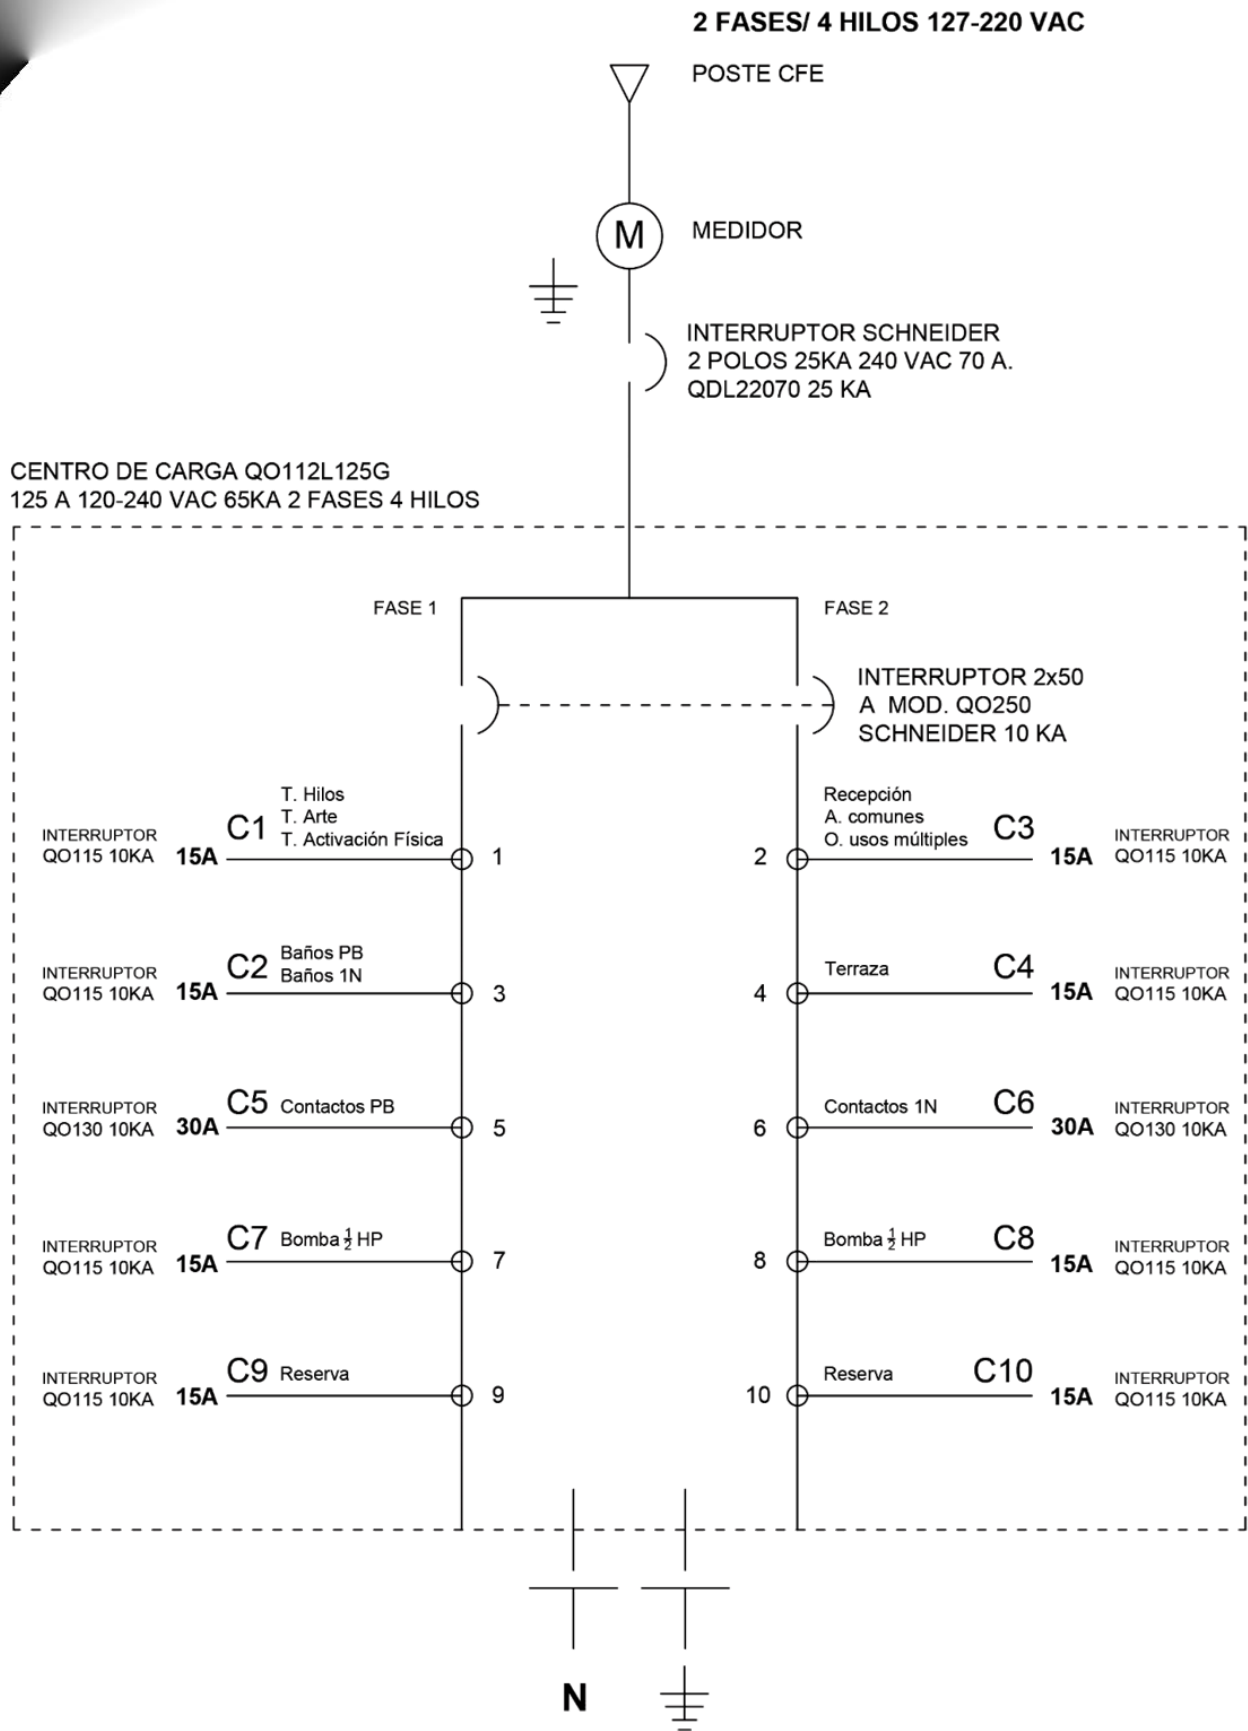 2 FASES/ 4 HILOS 127-220 VAC
POSTE CFE
M
MEDIDOR
INTERRUPTOR SCHNEIDER
2 POLOS 25KA 240 VAC 70 A.
QDL22070 25 KA
CENTRO DE CARGA QO112L125G
125 A 120-240 VAC 65KA 2 FASES 4 HILOS
FASE 1
FASE 2
INTERRUPTOR 2x50
A MOD. QO250
SCHNEIDER 10 KA
INTERRUPTOR
QO115 10KA
15A
C1
T. Hilos
T. Arte
T. Activación Física
1
2
Recepción
A. comunes
O. usos múltiples
C3
15A
INTERRUPTOR
QO115 10KA
INTERRUPTOR
QO115 10KA
15A
C2
Baños PB
Baños 1N
3
4
Terraza
C4
15A
INTERRUPTOR
QO115 10KA
INTERRUPTOR
QO130 10KA
30A
C5
Contactos PB
5
6
Contactos 1N
C6
30A
INTERRUPTOR
QO130 10KA
INTERRUPTOR
QO115 10KA
15A
C7
Bomba ½ HP
7
8
Bomba ½ HP
C8
15A
INTERRUPTOR
QO115 10KA
INTERRUPTOR
QO115 10KA
15A
C9
Reserva
9
10
Reserva
C10
15A
INTERRUPTOR
QO115 10KA
N